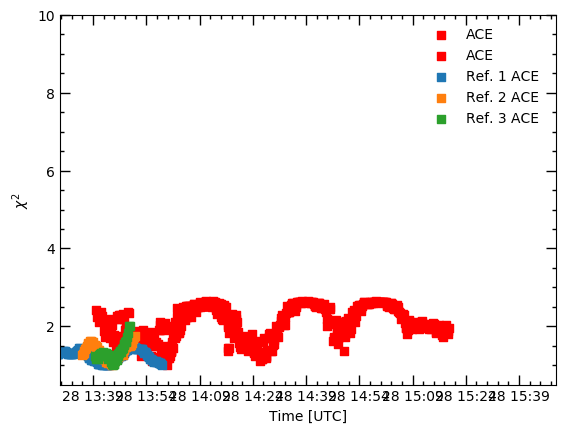 10
8
6
4
2
χ²
ACE
ACE
Ref. 1 ACE
Ref. 2 ACE
Ref. 3 ACE
28 13:39 28 13:54 28 14:09 28 14:24 28 14:39 28 14:54 28 15:09 28 15:24 28 15:39
Time [UTC]